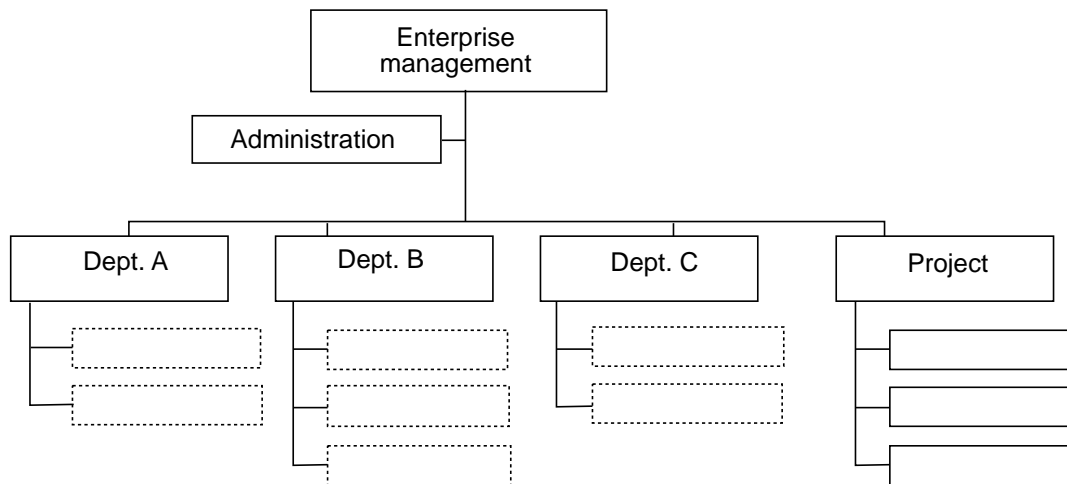 Enterprise
management
Administration
Dept. A
Dept. B
Dept. C
Project